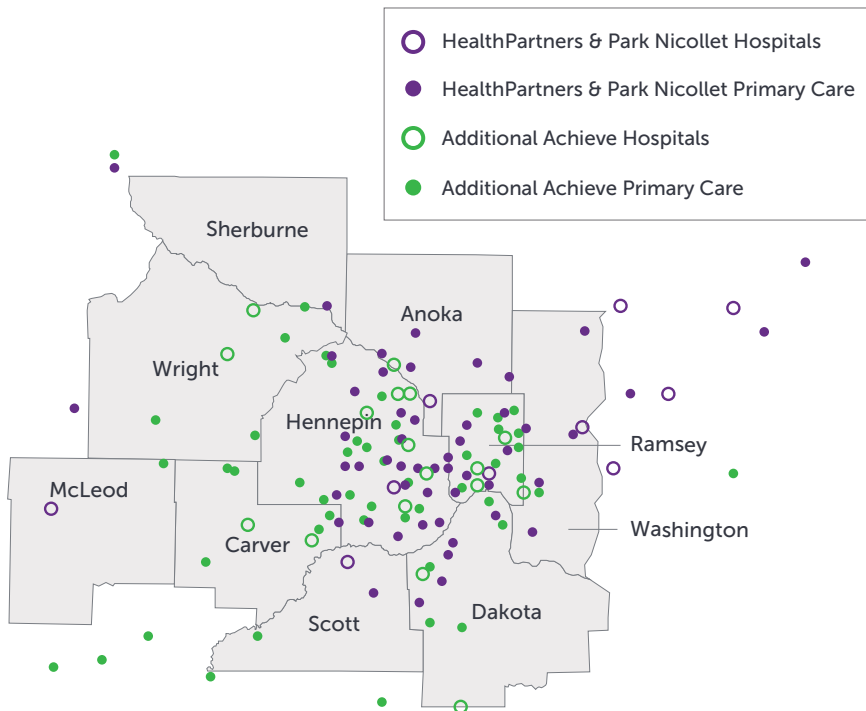 HealthPartners & Park Nicollet Hospitals
HealthPartners & Park Nicollet Primary Care
Additional Achieve Hospitals
Additional Achieve Primary Care
Sherburne
Anoka
Wright
Hennepin
Ramsey
McLeod
Washington
Carver
Scott
Dakota